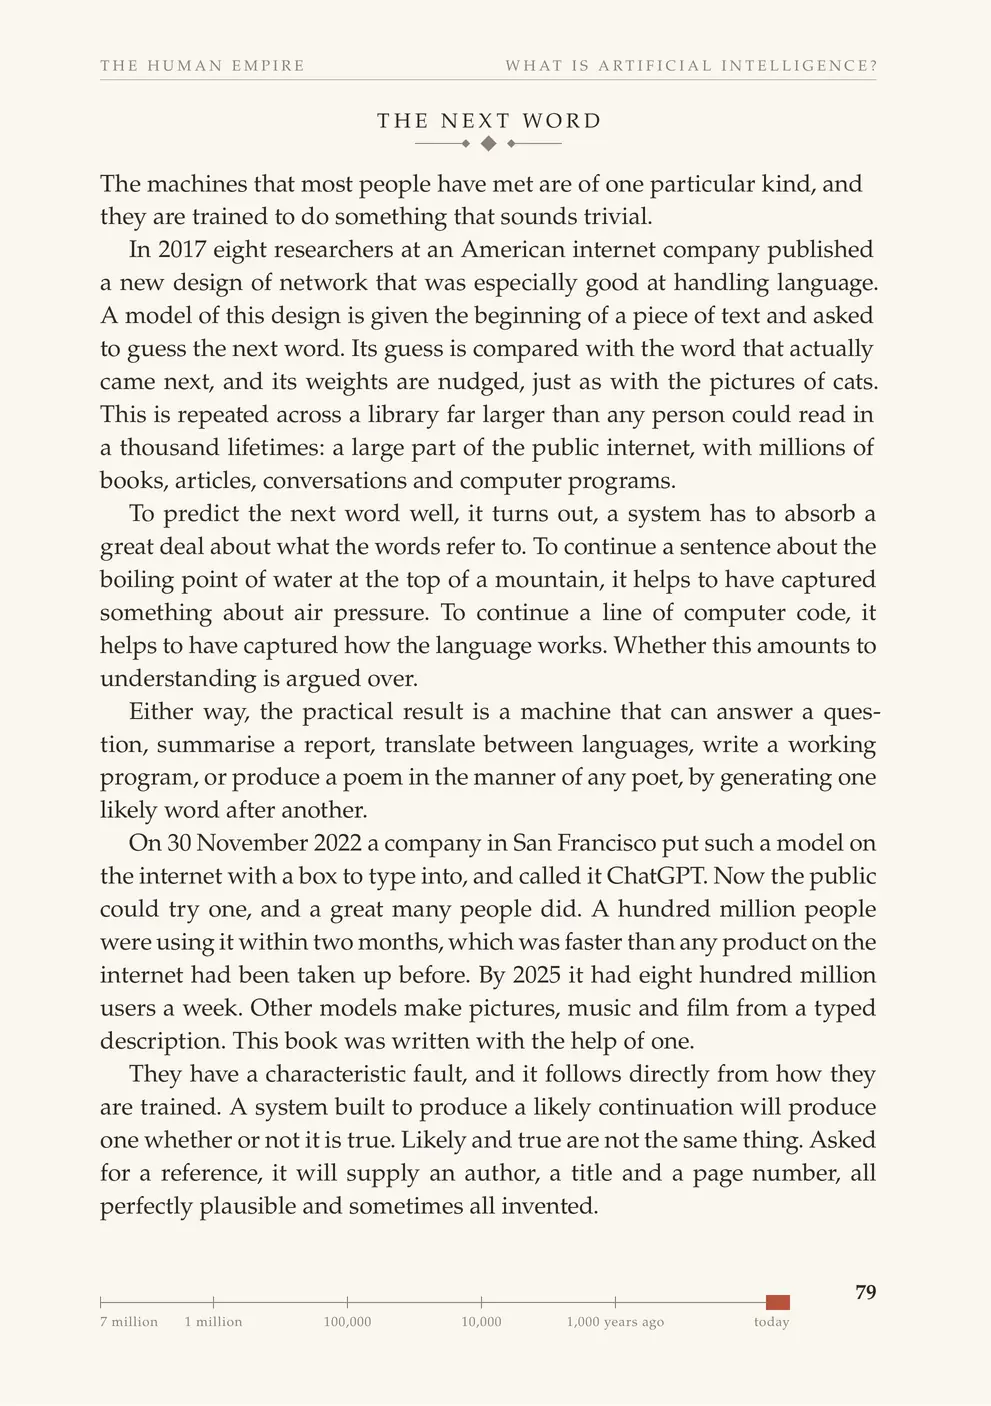 THE HUMAN EMPIRE
WHAT IS ARTIFICIAL INTELLIGENCE?
THE NEXT WORD
The machines that most people have met are of one particular kind, and
they are trained to do something that sounds trivial.
In 2017 eight researchers at an American internet company published
a new design of network that was especially good at handling language.
A model of this design is given the beginning of a piece of text and asked
to guess the next word. Its guess is compared with the word that actually
came next, and its weights are nudged, just as with the pictures of cats.
This is repeated across a library far larger than any person could read in
a thousand lifetimes: a large part of the public internet, with millions of
books, articles, conversations and computer programs.
To predict the next word well, it turns out, a system has to absorb a
great deal about what the words refer to. To continue a sentence about the
boiling point of water at the top of a mountain, it helps to have captured
something about air pressure. To continue a line of computer code, it
helps to have captured how the language works. Whether this amounts to
understanding is argued over.
Either way, the practical result is a machine that can answer a ques-
tion, summarise a report, translate between languages, write a working
program, or produce a poem in the manner of any poet, by generating one
likely word after another.
On 30 November 2022 a company in San Francisco put such a model on
the internet with a box to type into, and called it ChatGPT. Now the public
could try one, and a great many people did. A hundred million people
were using it within two months, which was faster than any product on the
internet had been taken up before. By 2025 it had eight hundred million
users a week. Other models make pictures, music and film from a typed
description. This book was written with the help of one.
They have a characteristic fault, and it follows directly from how they
are trained. A system built to produce a likely continuation will produce
one whether or not it is true. Likely and true are not the same thing. Asked
for a reference, it will supply an author, a title and a page number, all
perfectly plausible and sometimes all invented.
79
7 million 1 million 100,000 10,000 1,000 years ago today